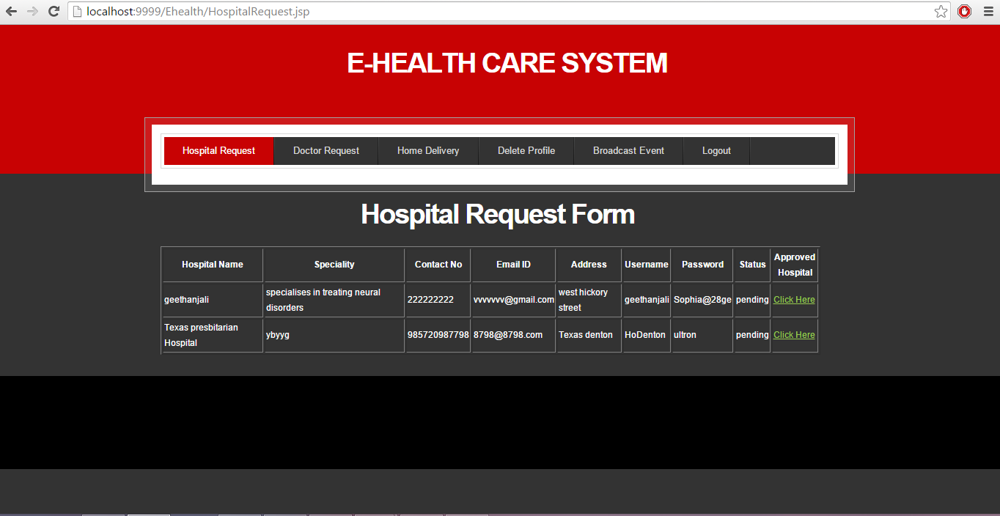 localhost:9999/Ehealth/HospitalRequest.jsp
E-HEALTH CARE SYSTEM
Hospital Request Doctor Request Home Delivery Delete Profile Broadcast Event Logout
Hospital Request Form
Hospital Name Speciality Contact No Email ID Address Username Password Status Approved Hospital
geethanjali specialises in treating neural disorders 222222222 vvvvvvv@gmail.com west hickory street geethanjali Sophia@28ge pending Click Here
Texas presbitarian Hospital ybyyg 985720987798 8798@8798.com Texas denton HoDenton ultron pending Click Here